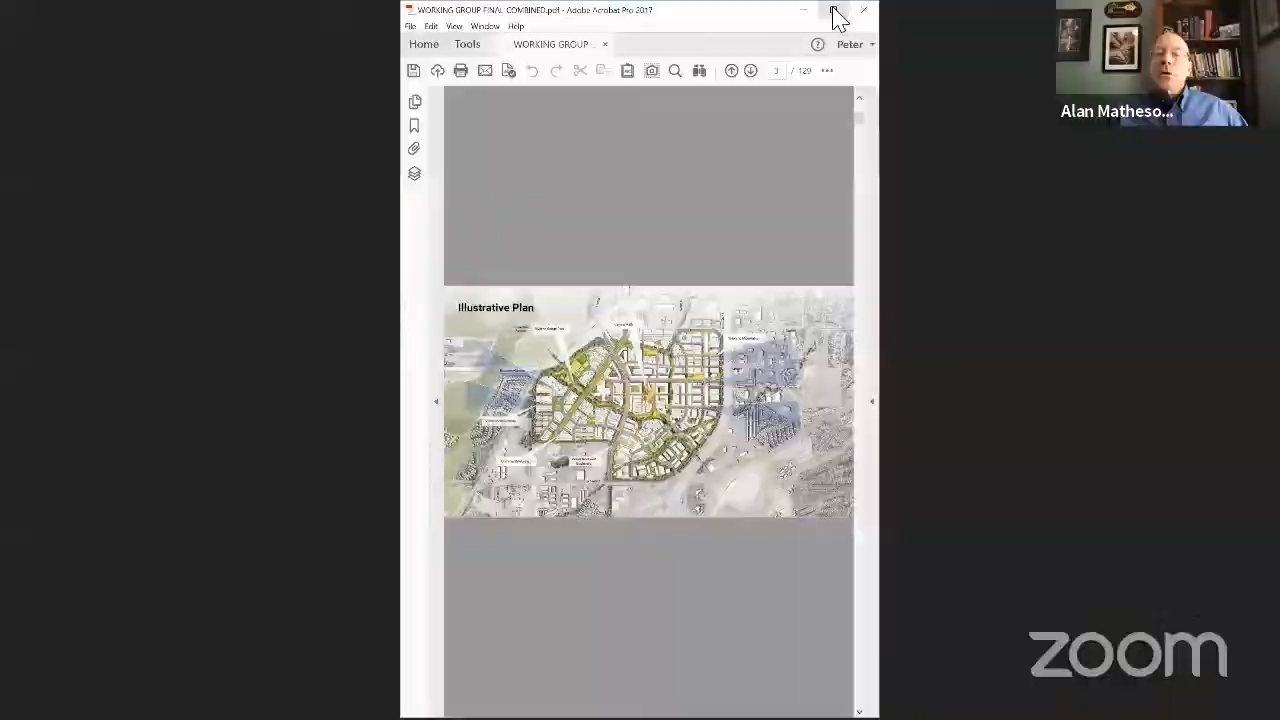 WORKING GROUP FINAL COMBINED.pdf - Adobe Acrobat Pro 2017
File Edit View Window Help
Home Tools WORKING GROUP ... × ? Peter
3 / 129
Alan Matheso...
Illustrative Plan
zoom